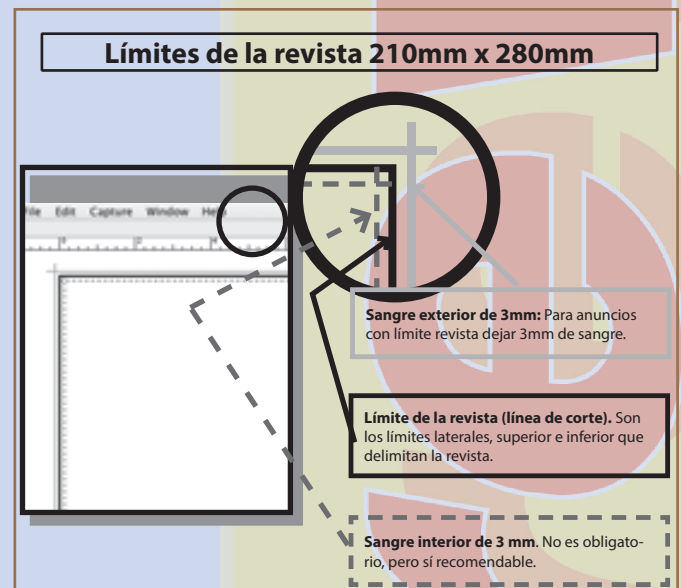 Límites de la revista 210mm x 280mm
File Edit Capture Window Help
Sangre exterior de 3mm: Para anuncios
con límite revista dejar 3mm de sangre.
Límite de la revista (línea de corte). Son
los límites laterales, superior e inferior que
delimitan la revista.
Sangre interior de 3 mm. No es obligato-
rio, pero sí recomendable.